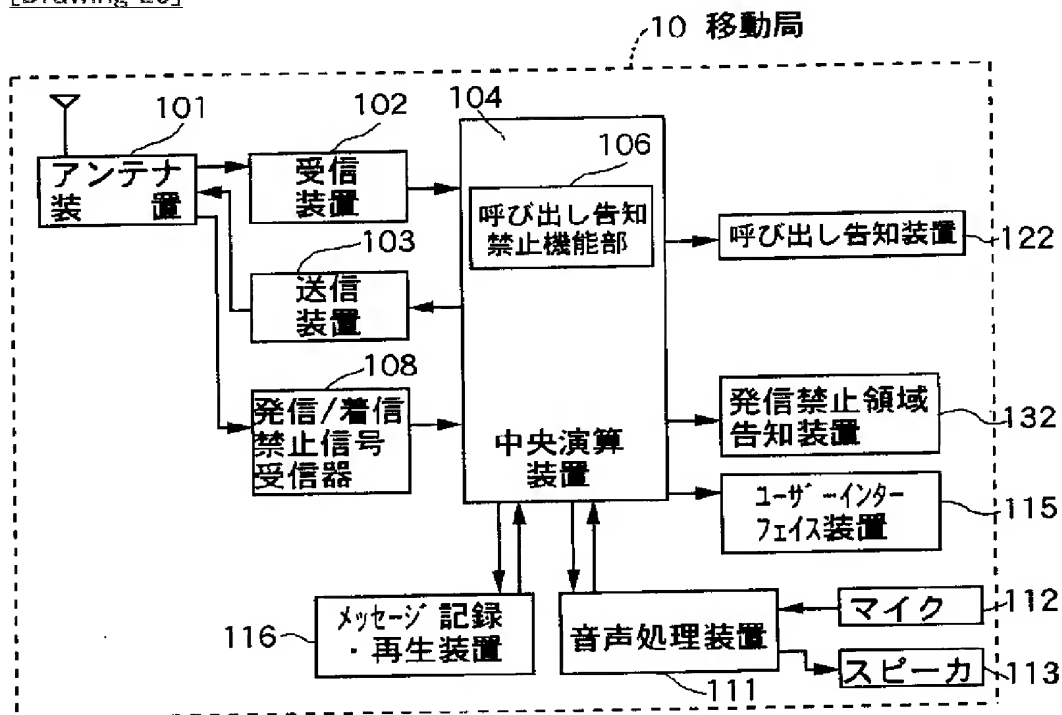 10 移動局
101
アンテナ
装　置
102
受信
装置
103
送信
装置
108
発信/着信
禁止信号
受信器
104
106
呼び出し告知
禁止機能部
中央演算
装置
呼び出し告知装置
122
発信禁止領域
告知装置
132
ユーザーインター
フェイス装置
115
116
メッセージ記録
・再生装置
音声処理装置
111
マイク
112
スピーカ
113